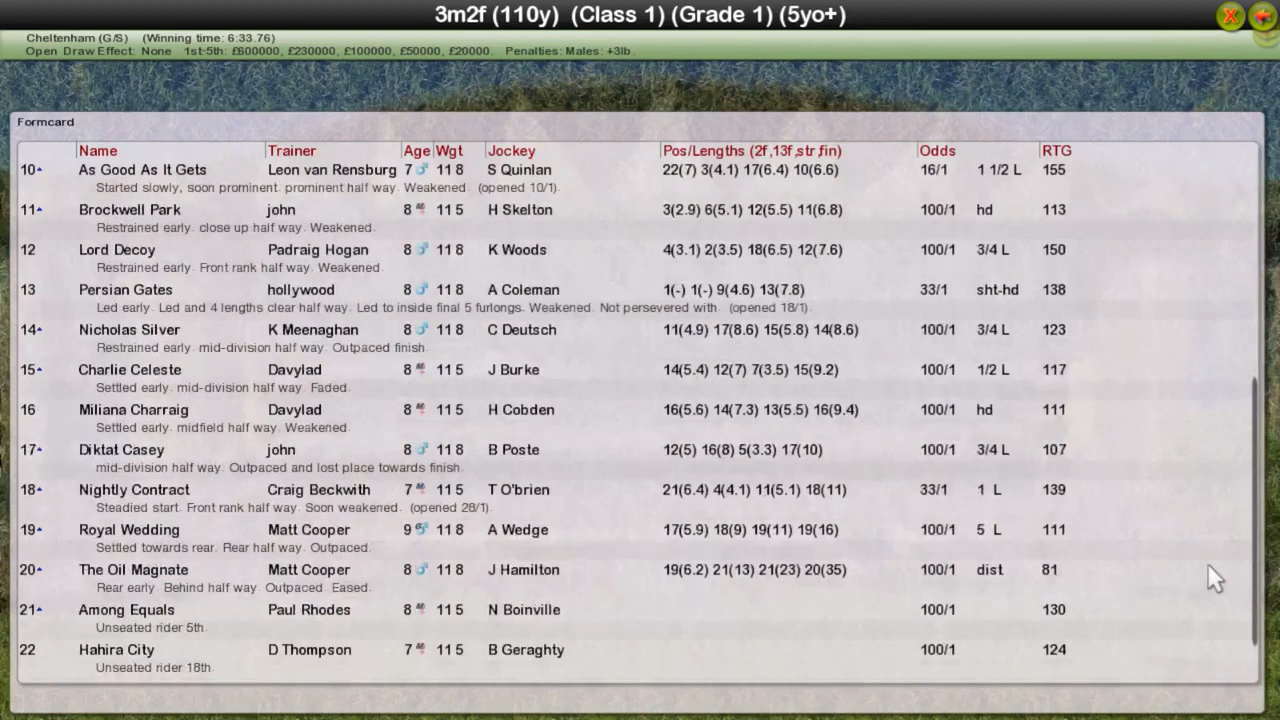 3m2f (110y) (Class 1) (Grade 1) (5yo+)
Cheltenham (G/S) (Winning time: 6:33.76)
Open Draw Effect: None 1st-5th: £600000, £230000, £100000, £50000, £20000. Penalties: Males: +3lb.
Formcard
Name Trainer Age Wgt Jockey Pos/Lengths (2f,13f,str,fin) Odds RTG
10 As Good As It Gets Leon van Rensburg 7 11 8 S Quinlan 22(7) 3(4.1) 17(6.4) 10(6.6) 16/1 1 1/2 L 155
Started slowly, soon prominent. prominent half way. Weakened. (opened 10/1).
11 Brockwell Park john 8 11 5 H Skelton 3(2.9) 6(5.1) 12(5.5) 11(6.8) 100/1 hd 113
Restrained early. close up half way. Weakened.
12 Lord Decoy Padraig Hogan 8 11 8 K Woods 4(3.1) 2(3.5) 18(6.5) 12(7.6) 100/1 3/4 L 150
Restrained early. Front rank half way. Weakened.
13 Persian Gates hollywood 8 11 8 A Coleman 1(-) 1(-) 9(4.6) 13(7.8) 33/1 sht-hd 138
Led early. Led and 4 lengths clear half way. Led to inside final 5 furlongs. Weakened. Not persevered with. (opened 18/1).
14 Nicholas Silver K Meenaghan 8 11 8 C Deutsch 11(4.9) 17(8.6) 15(5.8) 14(8.6) 100/1 3/4 L 123
Restrained early. mid-division half way. Outpaced finish.
15 Charlie Celeste Davylad 8 11 5 J Burke 14(5.4) 12(7) 7(3.5) 15(9.2) 100/1 1/2 L 117
Settled early. mid-division half way. Faded.
16 Miliana Charraig Davylad 8 11 5 H Cobden 16(5.6) 14(7.3) 13(5.5) 16(9.4) 100/1 hd 111
Settled early. midfield half way. Weakened.
17 Diktat Casey john 8 11 8 B Poste 12(5) 16(8) 5(3.3) 17(10) 100/1 3/4 L 107
mid-division half way. Outpaced and lost place towards finish.
18 Nightly Contract Craig Beckwith 7 11 5 T O'brien 21(6.4) 4(4.1) 11(5.1) 18(11) 33/1 1 L 139
Steadied start. Front rank half way. Soon weakened. (opened 28/1).
19 Royal Wedding Matt Cooper 9 11 8 A Wedge 17(5.9) 18(9) 19(11) 19(16) 100/1 5 L 111
Settled towards rear. Rear half way. Outpaced.
20 The Oil Magnate Matt Cooper 8 11 8 J Hamilton 19(6.2) 21(13) 21(23) 20(35) 100/1 dist 81
Rear early. Behind half way. Outpaced. Eased.
21 Among Equals Paul Rhodes 8 11 5 N Boinville 100/1 130
Unseated rider 5th.
22 Hahira City D Thompson 7 11 5 B Geraghty 100/1 124
Unseated rider 18th.